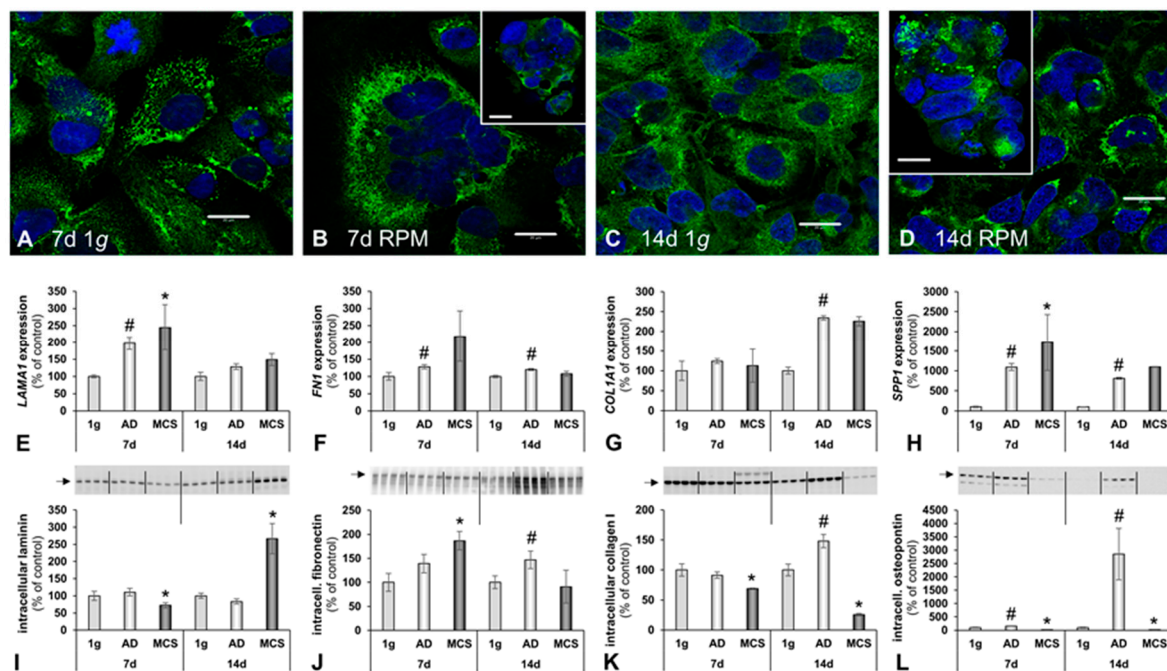 A 7d 1g
B 7d RPM
C 14d 1g
D 14d RPM
LAMA1 expression
(% of control)
350
300
250
200
150
100
50
0
#
*
1g AD MCS 1g AD MCS
7d 14d
E
FN1 expression
(% of control)
350
300
250
200
150
100
50
0
#
#
1g AD MCS 1g AD MCS
7d 14d
F
COL1A1 expression
(% of control)
300
250
200
150
100
50
0
#
1g AD MCS 1g AD MCS
7d 14d
G
SPP1 expression
(% of control)
3000
2500
2000
1500
1000
500
0
#
*
#
1g AD MCS 1g AD MCS
7d 14d
H
intracellular laminin
(% of control)
350
300
250
200
150
100
50
0
*
*
1g AD MCS 1g AD MCS
7d 14d
I
intracell. fibronectin
(% of control)
250
200
150
100
50
0
*
#
1g AD MCS 1g AD MCS
7d 14d
J
intracellular collagen I
(% of control)
200
150
100
50
0
*
#
*
1g AD MCS 1g AD MCS
7d 14d
K
intracell. osteopontin
(% of control)
4500
4000
3500
3000
2500
2000
1500
1000
500
0
#
*
#
*
1g AD MCS 1g AD MCS
7d 14d
L